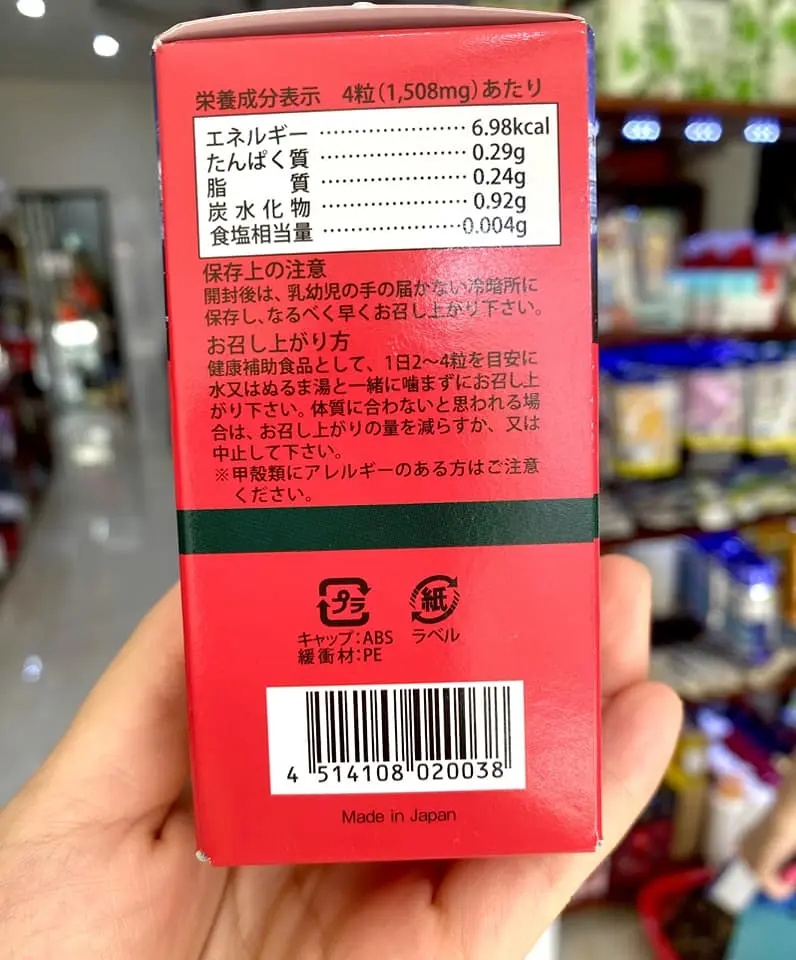 栄養成分表示 4粒(1,508mg)あたり
エネルギー ………………… 6.98kcal
たんぱく質 ………………… 0.29g
脂質 ………………… 0.24g
炭水化物 ………………… 0.92g
食塩相当量 ………………… 0.004g
保存上の注意
開封後は、乳幼児の手の届かない冷暗所に
保存し、なるべく早くお召し上がり下さい。
お召し上がり方
健康補助食品として、1日2〜4粒を目安に
水又はぬるま湯と一緒に噛まずにお召し上
がり下さい。体質に合わないと思われる場
合は、お召し上がりの量を減らすか、又は
中止して下さい。
※甲殻類にアレルギーのある方はご注意
ください。
プラ 紙
キャップ:ABS ラベル
緩衝材:PE
4 514108 020038
Made in Japan